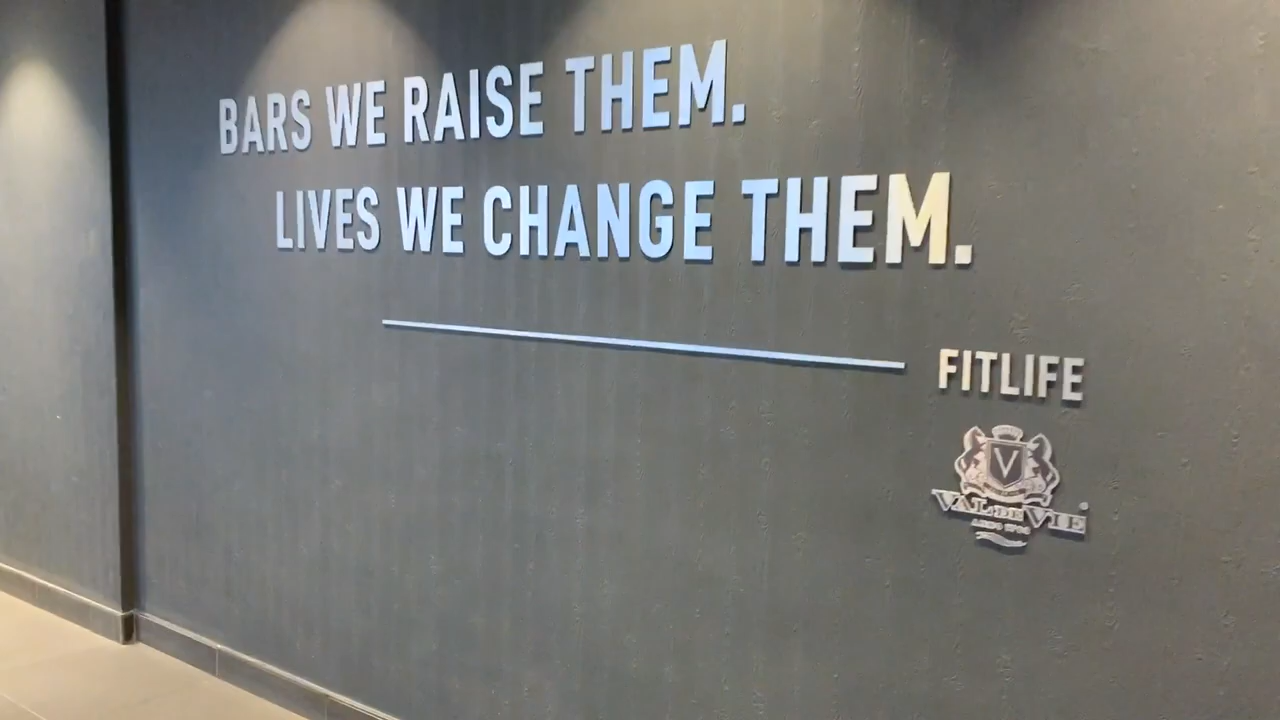 BARS WE RAISE THEM.
LIVES WE CHANGE THEM.
FITLIFE
V
VAL DE VIE